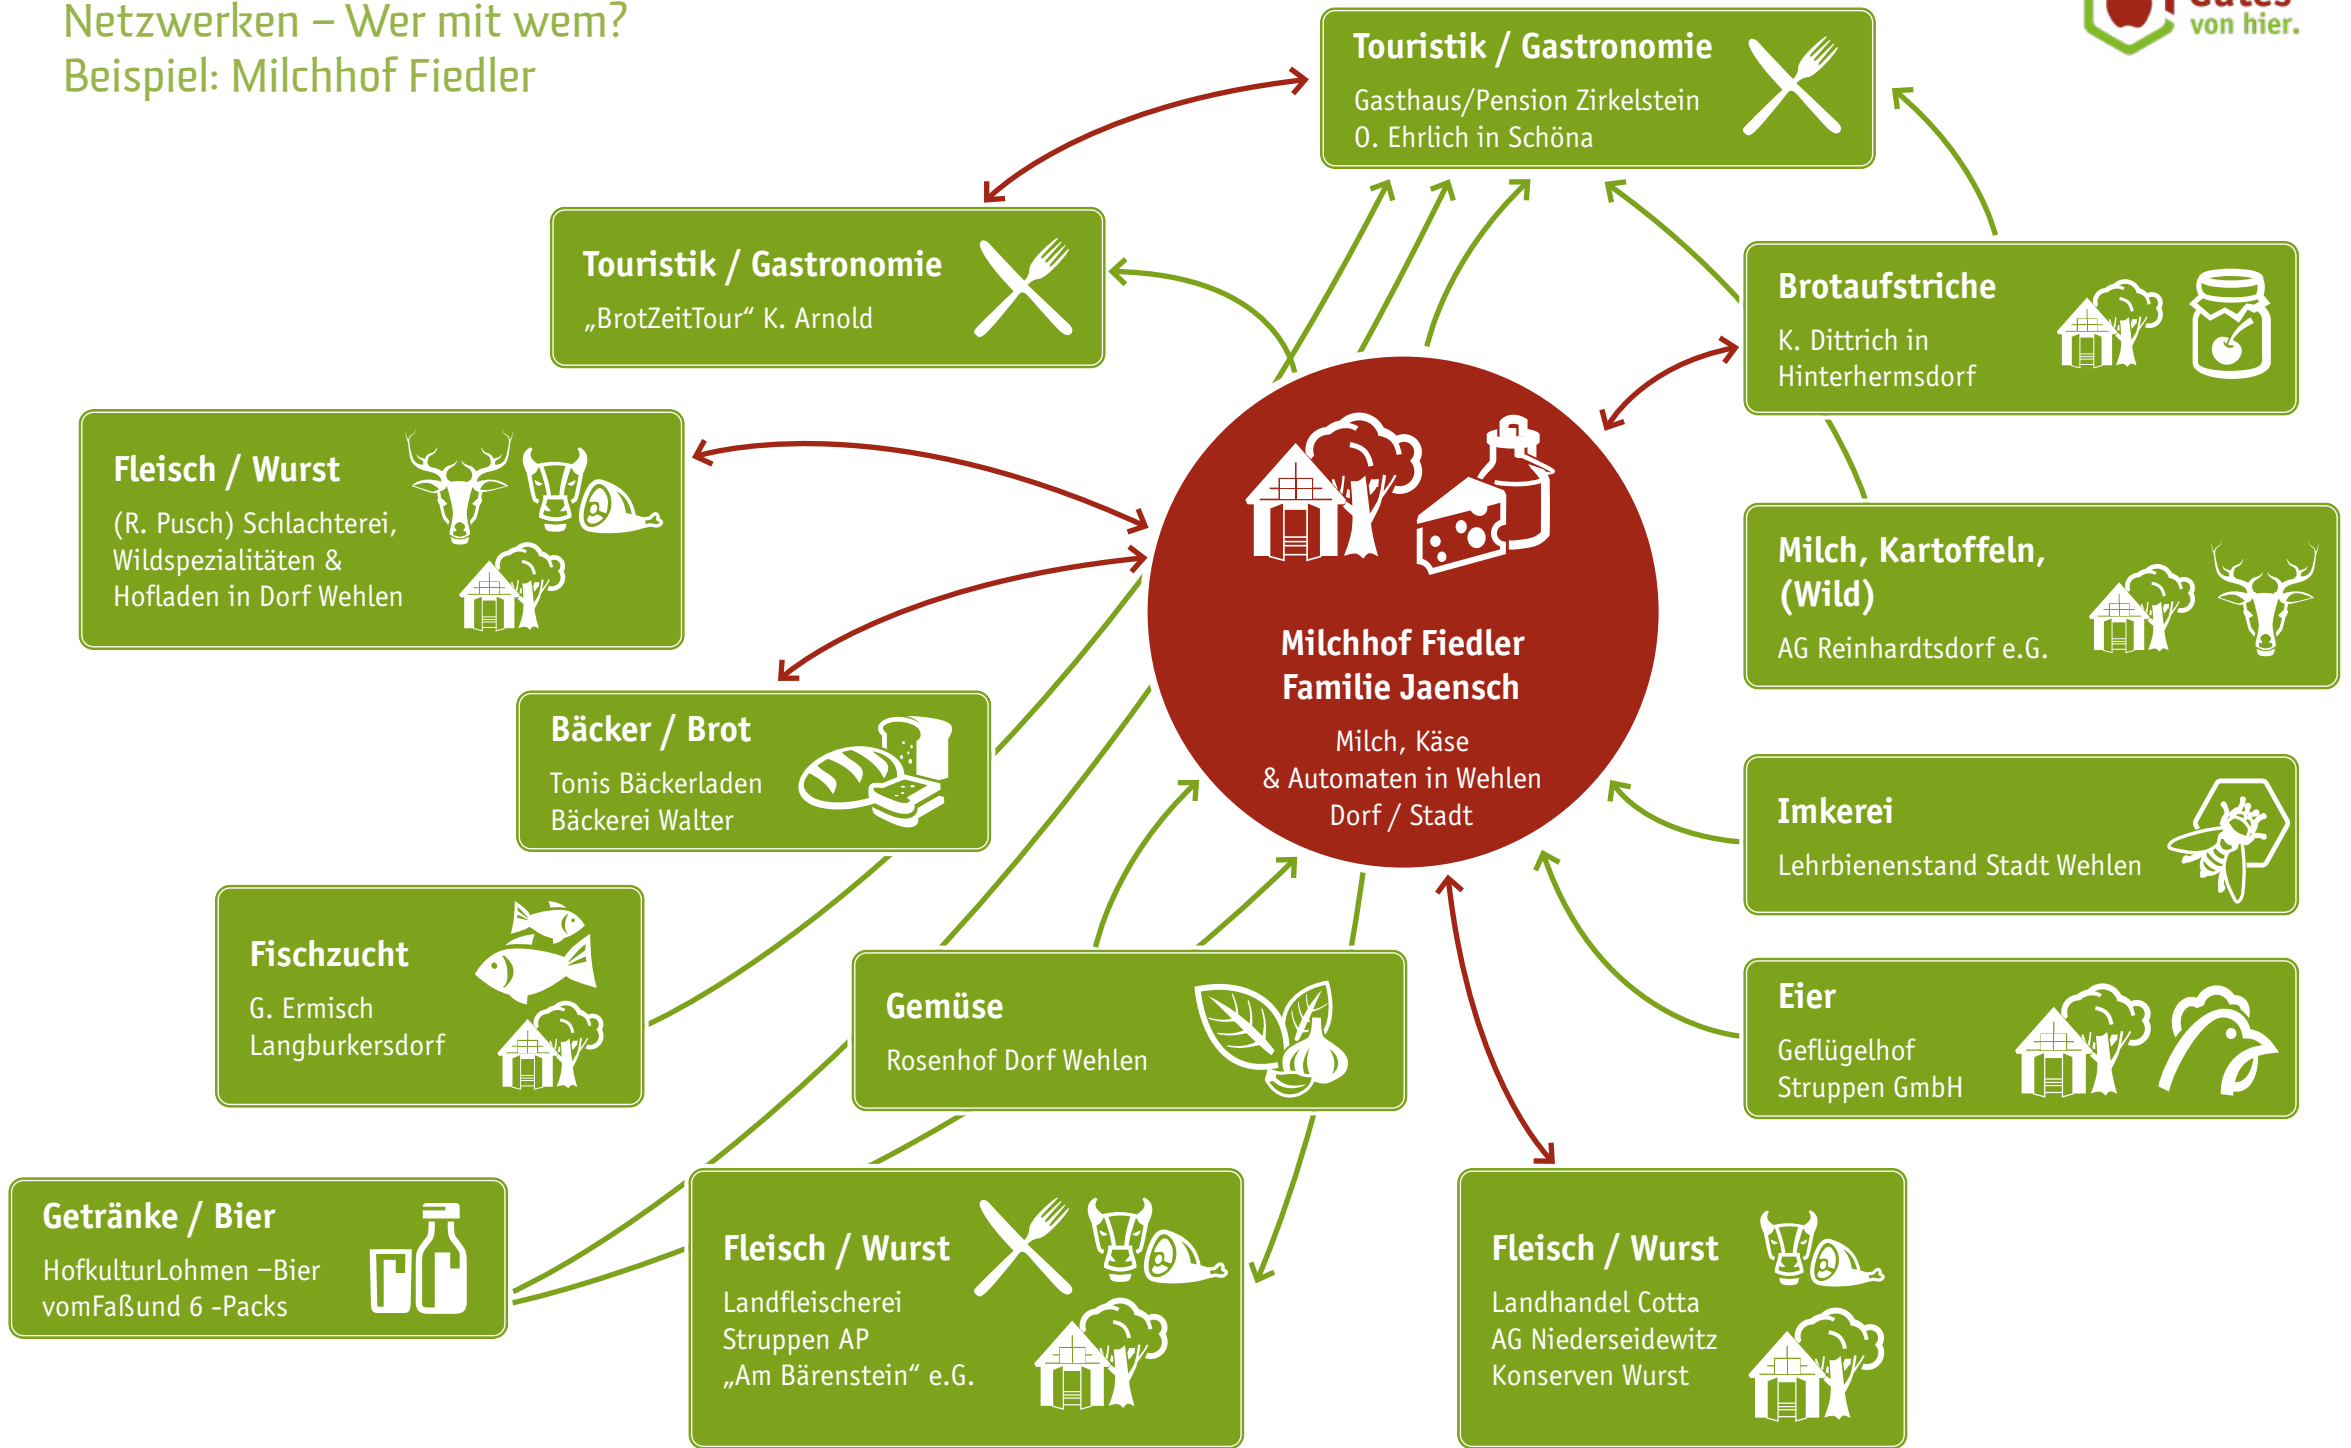 Netzwerken – Wer mit wem?
Beispiel: Milchhof Fiedler
Gutes
von hier.
Touristik / Gastronomie
Gasthaus/Pension Zirkelstein
O. Ehrlich in Schöna
Touristik / Gastronomie
„BrotZeitTour“ K. Arnold
Brotaufstriche
K. Dittrich in
Hinterhermsdorf
Fleisch / Wurst
(R. Pusch) Schlachterei,
Wildspezialitäten &
Hofladen in Dorf Wehlen
Milch, Kartoffeln,
(Wild)
AG Reinhardtsdorf e.G.
Milchhof Fiedler
Familie Jaensch
Milch, Käse
& Automaten in Wehlen
Dorf / Stadt
Bäcker / Brot
Tonis Bäckerladen
Bäckerei Walter
Imkerei
Lehrbienenstand Stadt Wehlen
Fischzucht
G. Ermisch
Langburkersdorf
Gemüse
Rosenhof Dorf Wehlen
Eier
Geflügelhof
Struppen GmbH
Getränke / Bier
HofkulturLohmen –Bier
vomFaßund 6 -Packs
Fleisch / Wurst
Landfleischerei
Struppen AP
„Am Bärenstein“ e.G.
Fleisch / Wurst
Landhandel Cotta
AG Niederseidewitz
Konserven Wurst